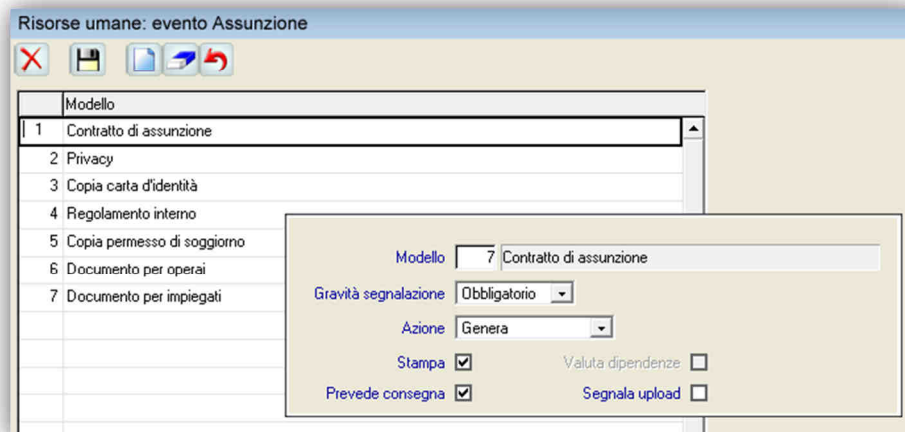 Risorse umane: evento Assunzione
Modello
1 Contratto di assunzione
2 Privacy
3 Copia carta d'identità
4 Regolamento interno
5 Copia permesso di soggiorno
6 Documento per operai
7 Documento per impiegati
Modello 7 Contratto di assunzione
Gravità segnalazione Obbligatorio
Azione Genera
Stampa Valuta dipendenze
Prevede consegna Segnala upload